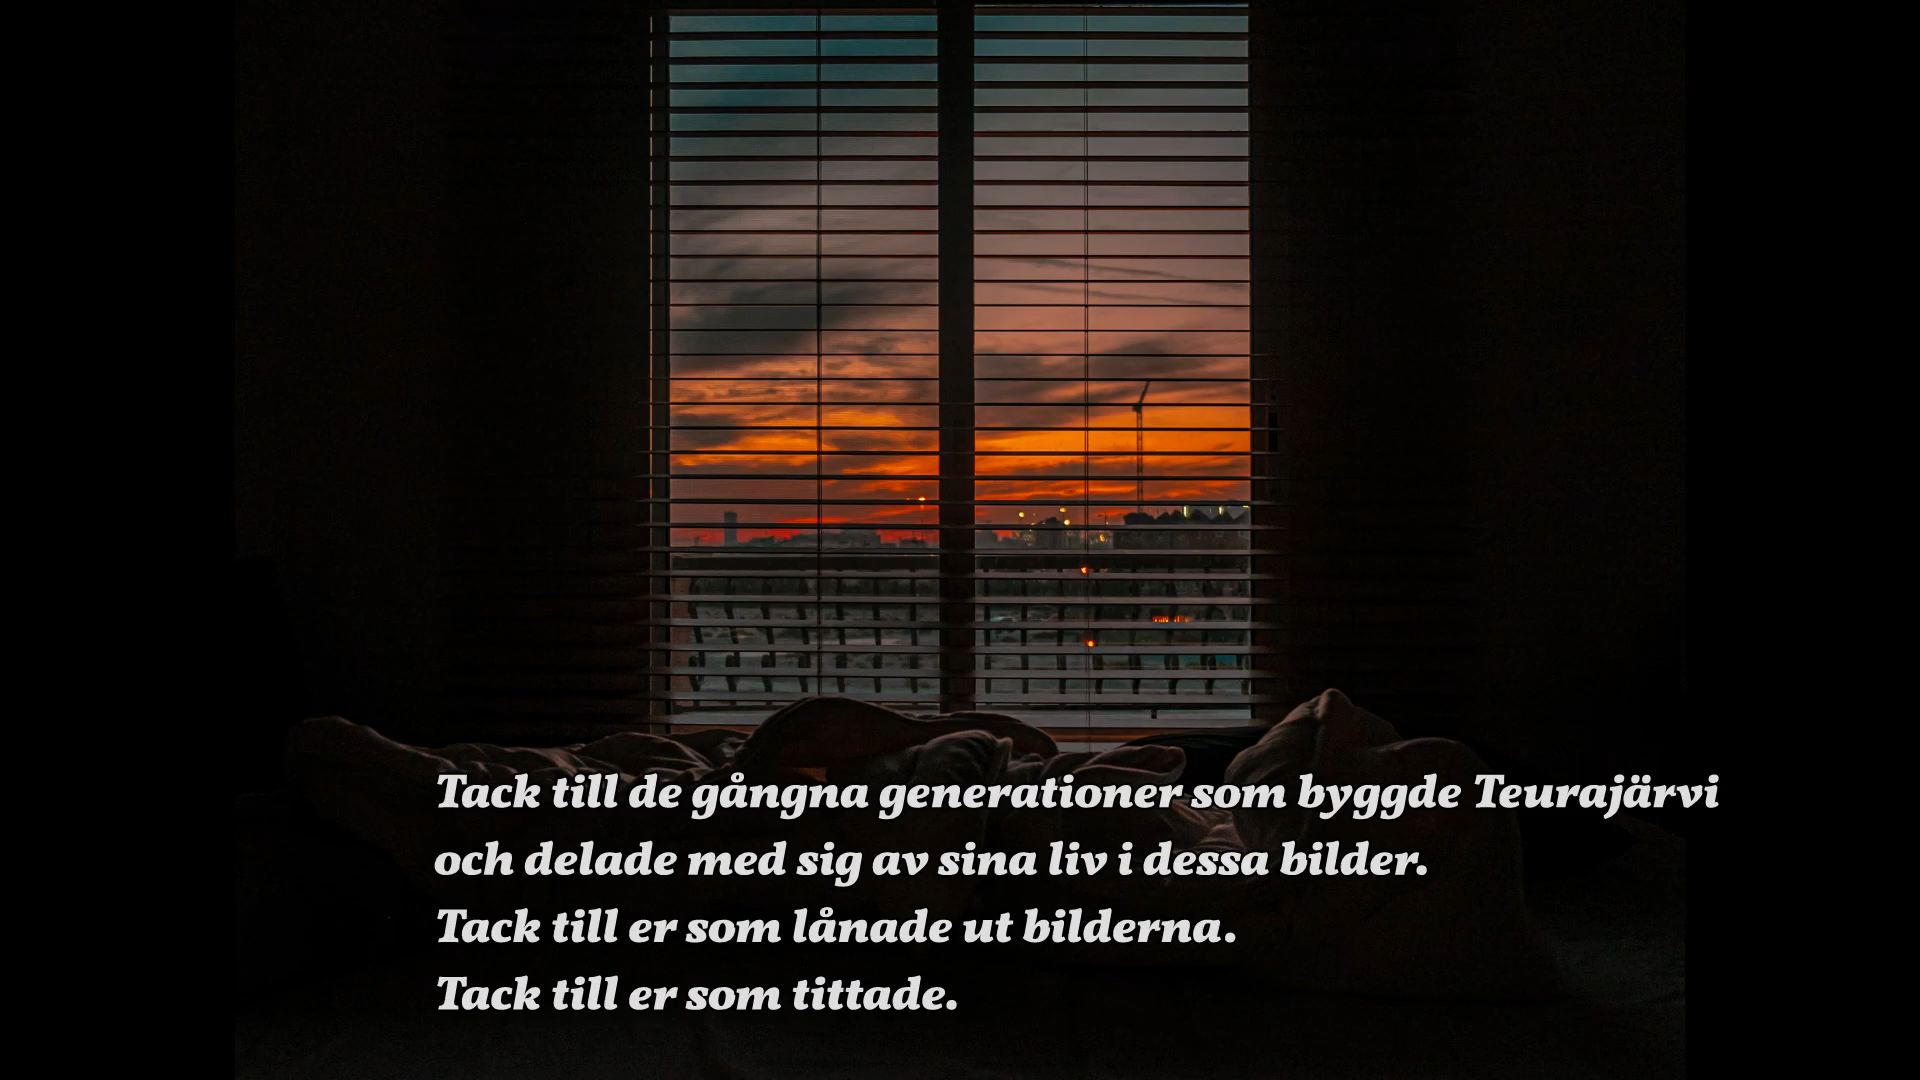 Tack till de gångna generationer som byggde Teurajärvi
och delade med sig av sina liv i dessa bilder.
Tack till er som lånade ut bilderna.
Tack till er som tittade.